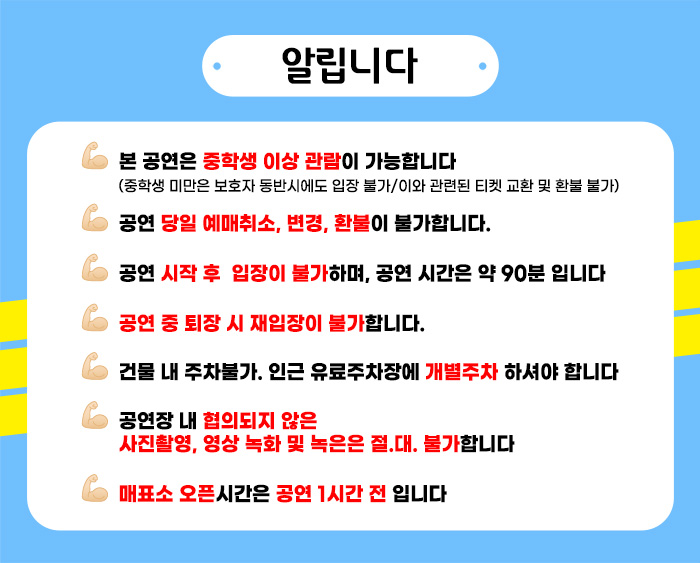 알립니다
본 공연은 중학생 이상 관람이 가능합니다
(중학생 미만은 보호자 동반시에도 입장 불가/이와 관련된 티켓 교환 및 환불 불가)
공연 당일 예매취소, 변경, 환불이 불가합니다.
공연 시작 후 입장이 불가하며, 공연 시간은 약 90분 입니다
공연 중 퇴장 시 재입장이 불가합니다.
건물 내 주차불가. 인근 유료주차장에 개별주차 하셔야 합니다
공연장 내 협의되지 않은
사진촬영, 영상 녹화 및 녹은은 절.대. 불가합니다
매표소 오픈시간은 공연 1시간 전 입니다